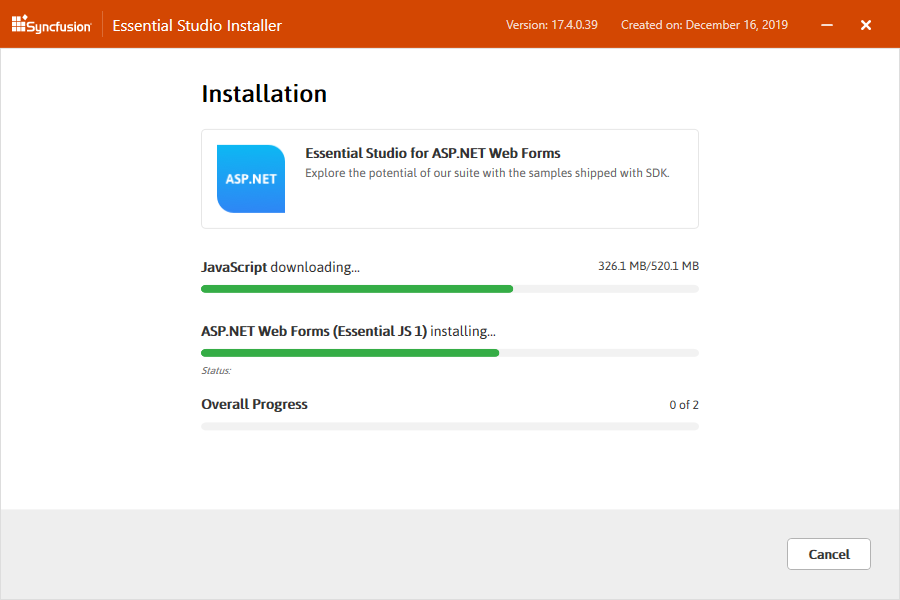 Syncfusion Essential Studio Installer Version: 17.4.0.39 Created on: December 16, 2019
Installation
ASP.NET
Essential Studio for ASP.NET Web Forms
Explore the potential of our suite with the samples shipped with SDK.
JavaScript downloading... 326.1 MB/520.1 MB
ASP.NET Web Forms (Essential JS 1) installing...
Status:
Overall Progress 0 of 2
Cancel